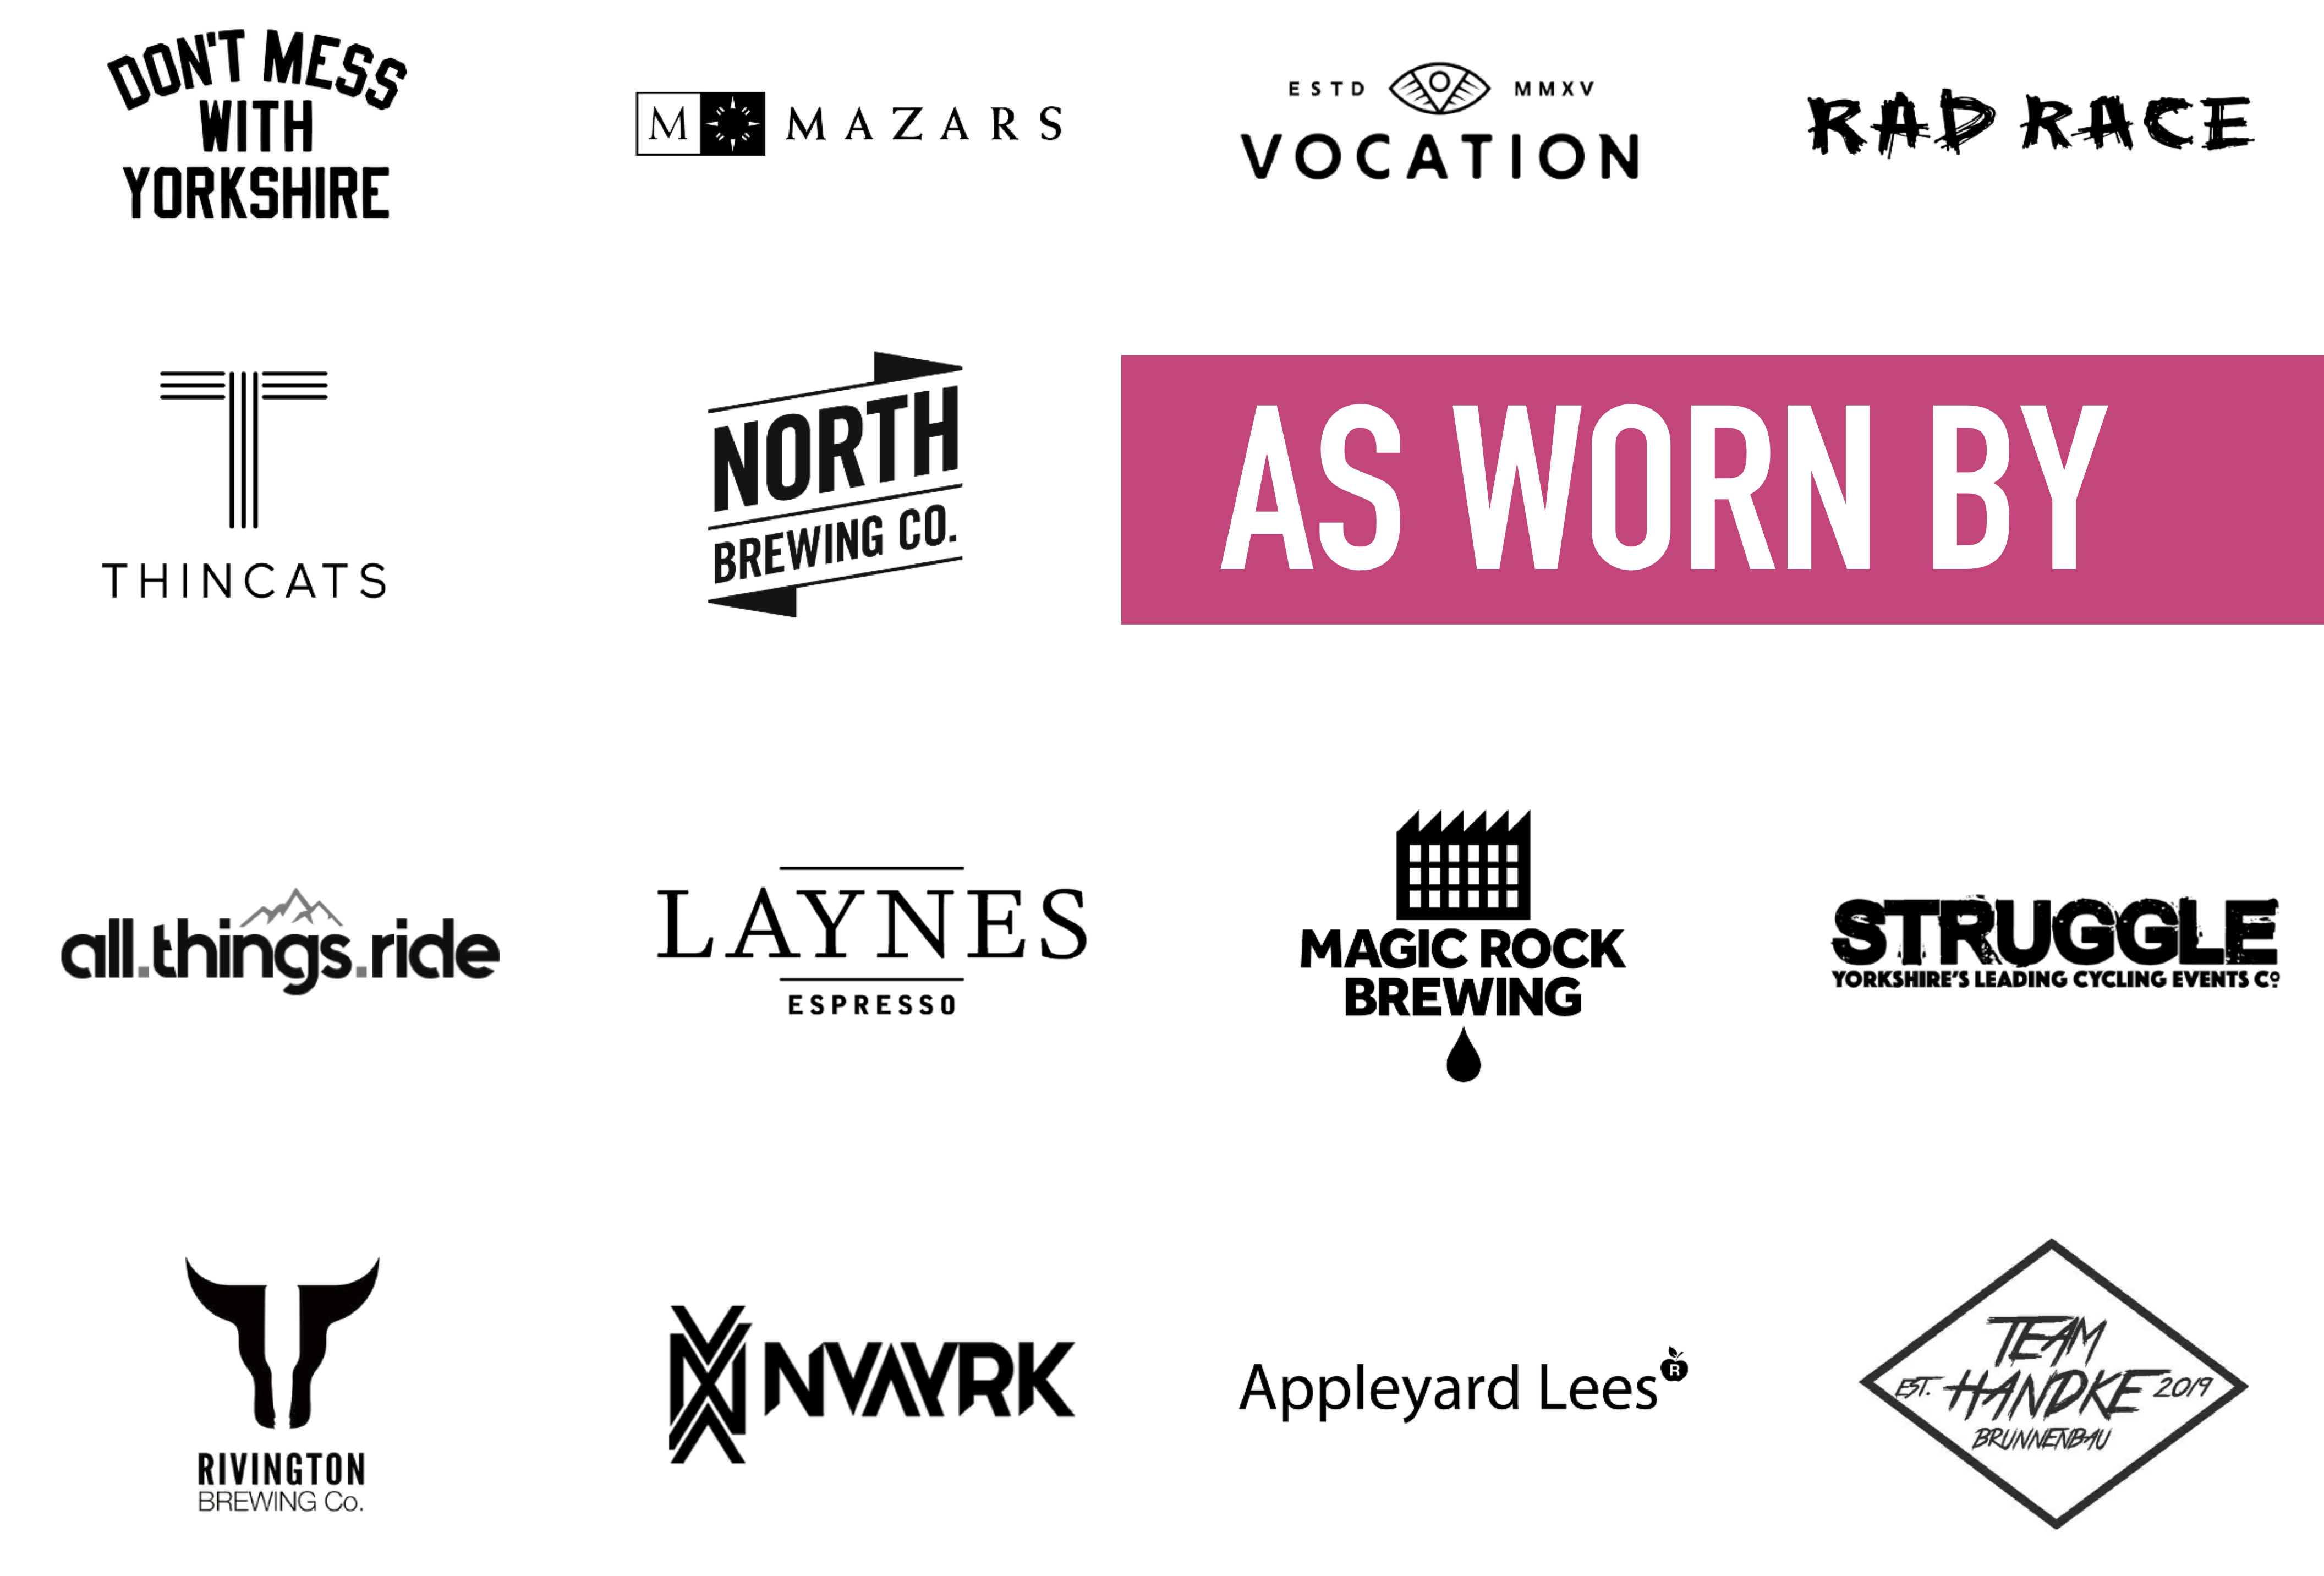 DON'T MESS
WITH
YORKSHIRE
M MAZARS
ESTD MMXV
VOCATION
RAD RACE
THINCATS
NORTH
BREWING CO.
AS WORN BY
all.things.ride
LAYNES
ESPRESSO
MAGIC ROCK
BREWING
STRUGGLE
YORKSHIRE'S LEADING CYCLING EVENTS Cº
RIVINGTON
BREWING Co.
NVAYRK
Appleyard Lees
R
TEAM
EST. HANDKE 2019
BRUNNENBAU